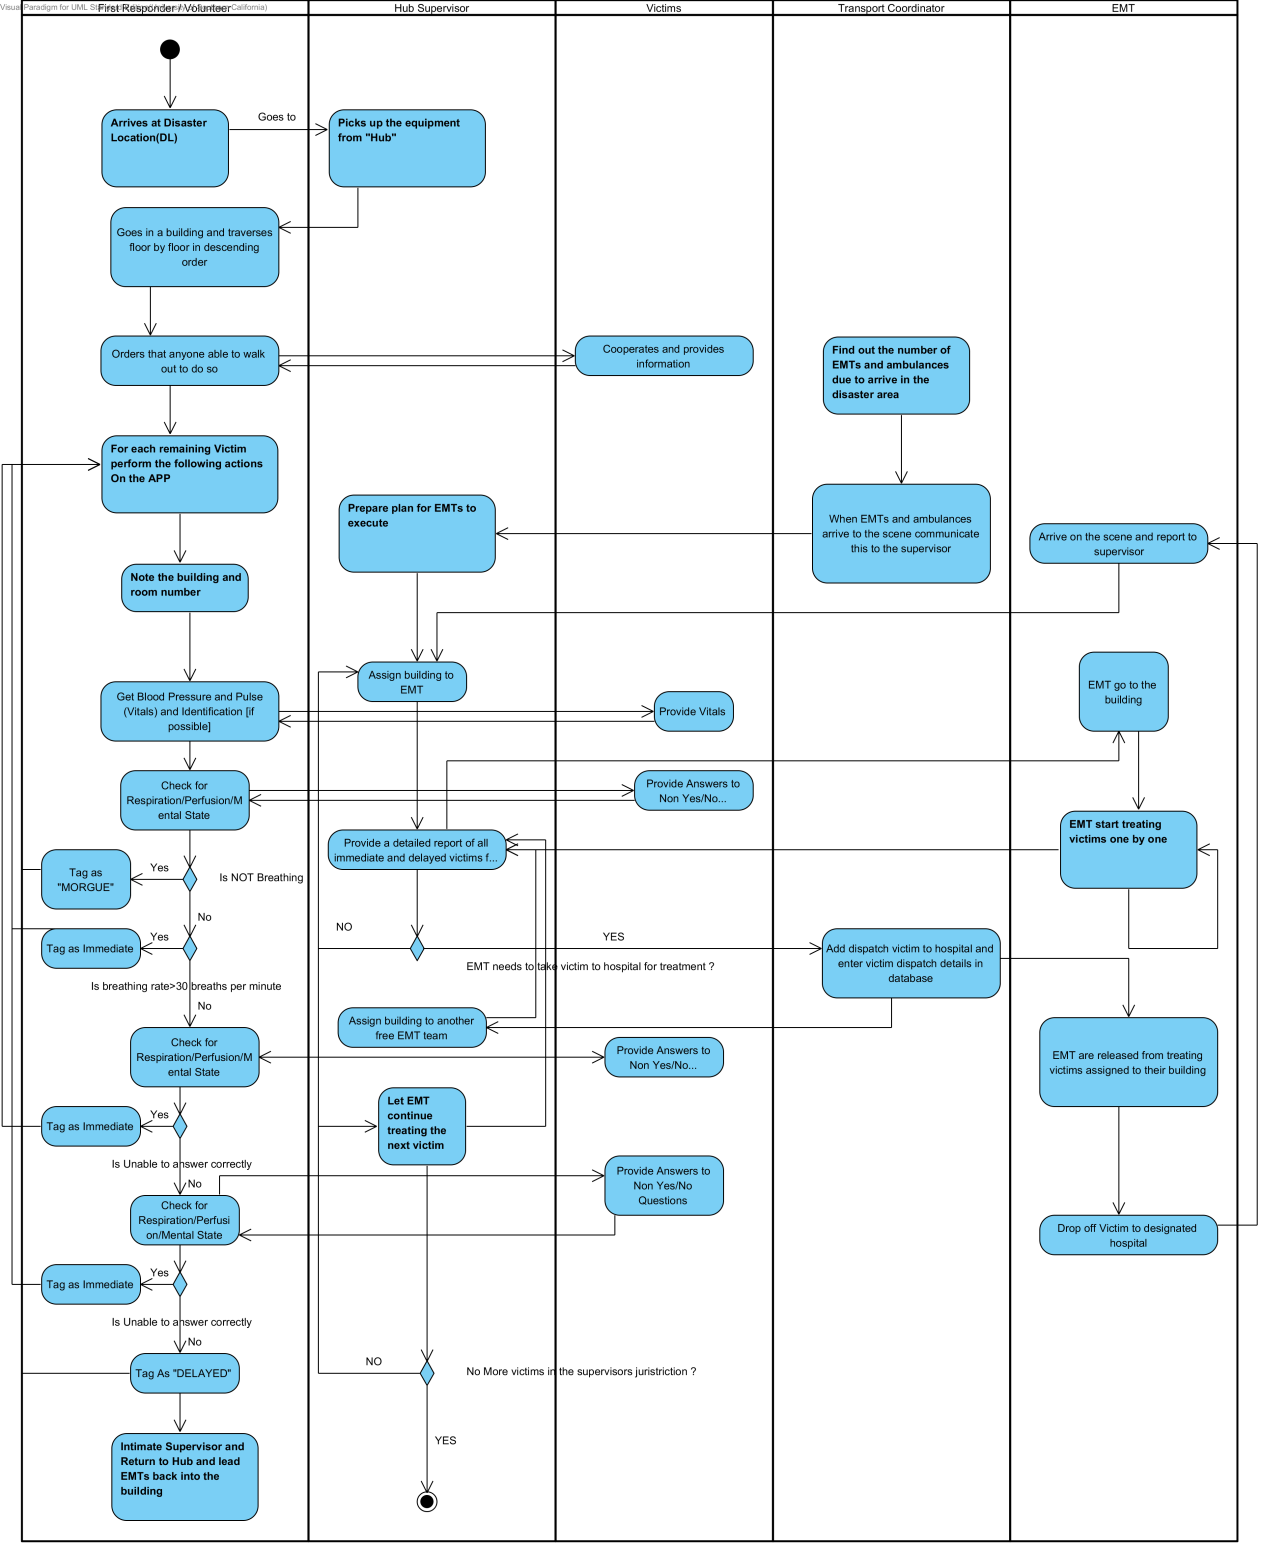 First Responder / Volunteer
Hub Supervisor
Victims
Transport Coordinator
EMT
Arrives at Disaster
Location(DL)
Goes to
Picks up the equipment
from "Hub"
Goes in a building and traverses
floor by floor in descending
order
Orders that anyone able to walk
out to do so
Cooperates and provides
information
Find out the number of
EMTs and ambulances
due to arrive in the
disaster area
For each remaining Victim
perform the following actions
On the APP
Prepare plan for EMTs to
execute
When EMTs and ambulances
arrive to the scene communicate
this to the supervisor
Arrive on the scene and report to
supervisor
Note the building and
room number
Assign building to
EMT
EMT go to the
building
Get Blood Pressure and Pulse
(Vitals) and Identification [if
possible]
Provide Vitals
Check for
Respiration/Perfusion/M
ental State
Provide Answers to
Non Yes/No...
EMT start treating
victims one by one
Provide a detailed report of all
immediate and delayed victims f...
Tag as
"MORGUE"
Yes
Is NOT Breathing
No
NO
YES
Tag as Immediate
Yes
EMT needs to take victim to hospital for treatment ?
Add dispatch victim to hospital and
enter victim dispatch details in
database
Is breathing rate>30 breaths per minute
No
Assign building to another
free EMT team
Check for
Respiration/Perfusion/M
ental State
Provide Answers to
Non Yes/No...
EMT are released from treating
victims assigned to their building
Let EMT
continue
treating the
next victim
Tag as Immediate
Yes
Is Unable to answer correctly
No
Provide Answers to
Non Yes/No
Questions
Check for
Respiration/Perfusi
on/Mental State
Drop off Victim to designated
hospital
Tag as Immediate
Yes
Is Unable to answer correctly
No
Tag As "DELAYED"
NO
No More victims in the supervisors juristriction ?
YES
Intimate Supervisor and
Return to Hub and lead
EMTs back into the
building